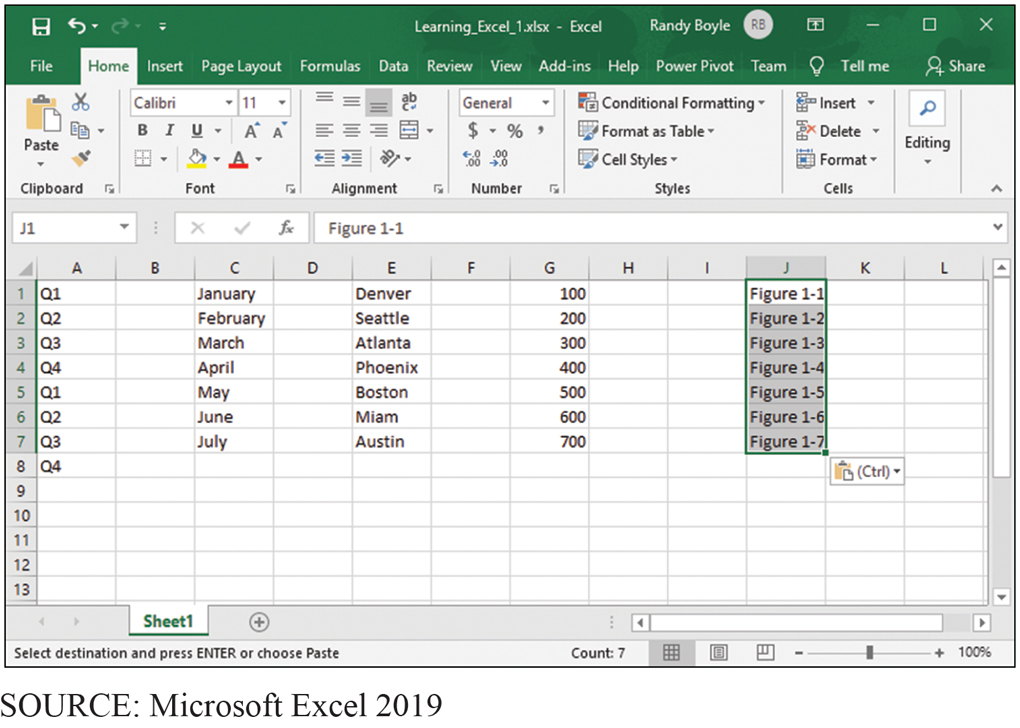 Learning_Excel_1.xlsx - Excel Randy Boyle RB
File Home Insert Page Layout Formulas Data Review View Add-ins Help Power Pivot Team Tell me Share
Calibri 11 ab c General Conditional Formatting Insert
Paste B I U A A $ % , Format as Table Delete Editing
A .00 .00 Cell Styles Format
Clipboard Font Alignment Number Styles Cells
J1 fx Figure 1-1
A B C D E F G H I J K L
1 Q1 January Denver 100 Figure 1-1
2 Q2 February Seattle 200 Figure 1-2
3 Q3 March Atlanta 300 Figure 1-3
4 Q4 April Phoenix 400 Figure 1-4
5 Q1 May Boston 500 Figure 1-5
6 Q2 June Miam 600 Figure 1-6
7 Q3 July Austin 700 Figure 1-7
8 Q4 (Ctrl)
9
10
11
12
13
Sheet1
Select destination and press ENTER or choose Paste Count: 7 - + 100%
SOURCE: Microsoft Excel 2019